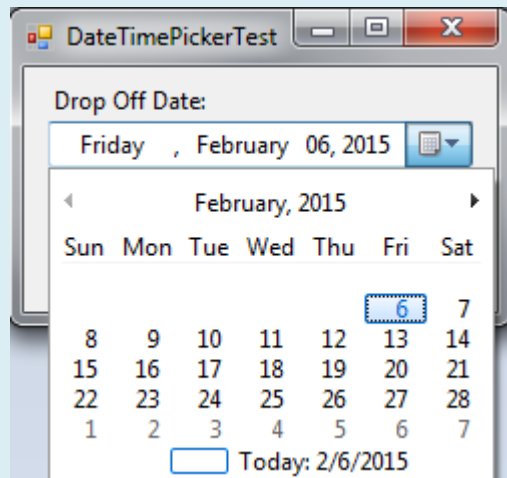 DateTimePickerTest
Drop Off Date:
Friday , February 06, 2015
February, 2015
Sun Mon Tue Wed Thu Fri Sat
6 7
8 9 10 11 12 13 14
15 16 17 18 19 20 21
22 23 24 25 26 27 28
1 2 3 4 5 6 7
Today: 2/6/2015